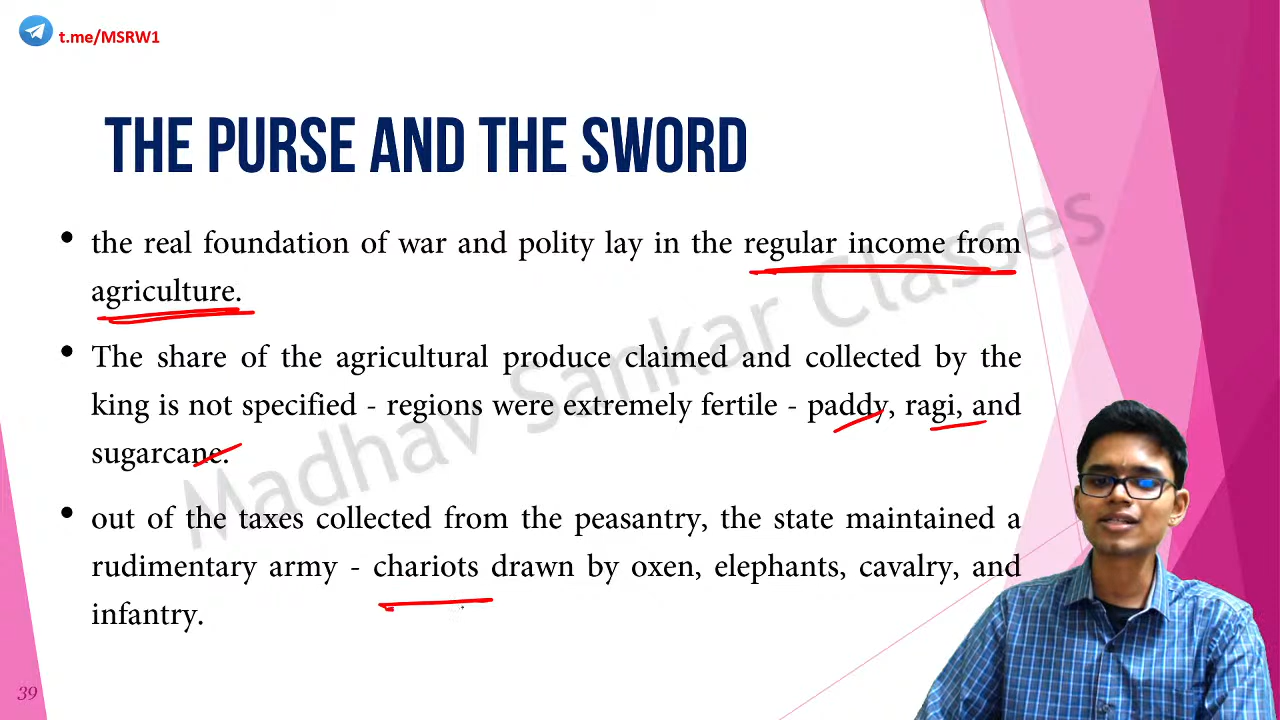 t.me/MSRW1
THE PURSE AND THE SWORD
• the real foundation of war and polity lay in the regular income from
agriculture.
• The share of the agricultural produce claimed and collected by the
king is not specified - regions were extremely fertile - paddy, ragi, and
sugarcane.
• out of the taxes collected from the peasantry, the state maintained a
rudimentary army - chariots drawn by oxen, elephants, cavalry, and
infantry.
Madhav Sankar Classes
39